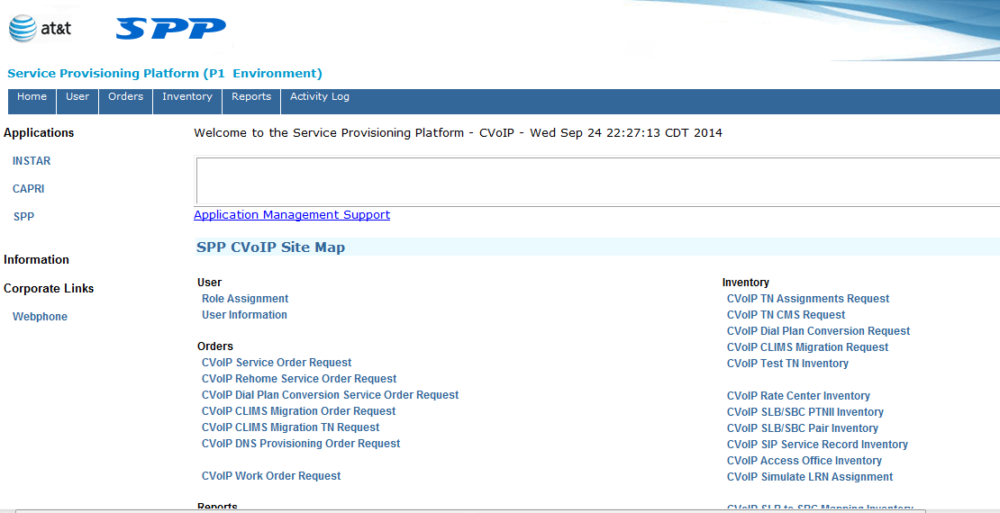 at&t
SPP
Service Provisioning Platform (P1 Environment)
Home User Orders Inventory Reports Activity Log
Applications
INSTAR
CAPRI
SPP
Information
Corporate Links
Webphone
Welcome to the Service Provisioning Platform - CVoIP - Wed Sep 24 22:27:13 CDT 2014
Application Management Support
SPP CVoIP Site Map
User
Role Assignment
User Information
Orders
CVoIP Service Order Request
CVoIP Rehome Service Order Request
CVoIP Dial Plan Conversion Service Order Request
CVoIP CLIMS Migration Order Request
CVoIP CLIMS Migration TN Request
CVoIP DNS Provisioning Order Request
CVoIP Work Order Request
Reports
Inventory
CVoIP TN Assignments Request
CVoIP TN CMS Request
CVoIP Dial Plan Conversion Request
CVoIP CLIMS Migration Request
CVoIP Test TN Inventory
CVoIP Rate Center Inventory
CVoIP SLB/SBC PTNII Inventory
CVoIP SLB/SBC Pair Inventory
CVoIP SIP Service Record Inventory
CVoIP Access Office Inventory
CVoIP Simulate LRN Assignment
CVoIP SLB to SBC Mapping Inventory